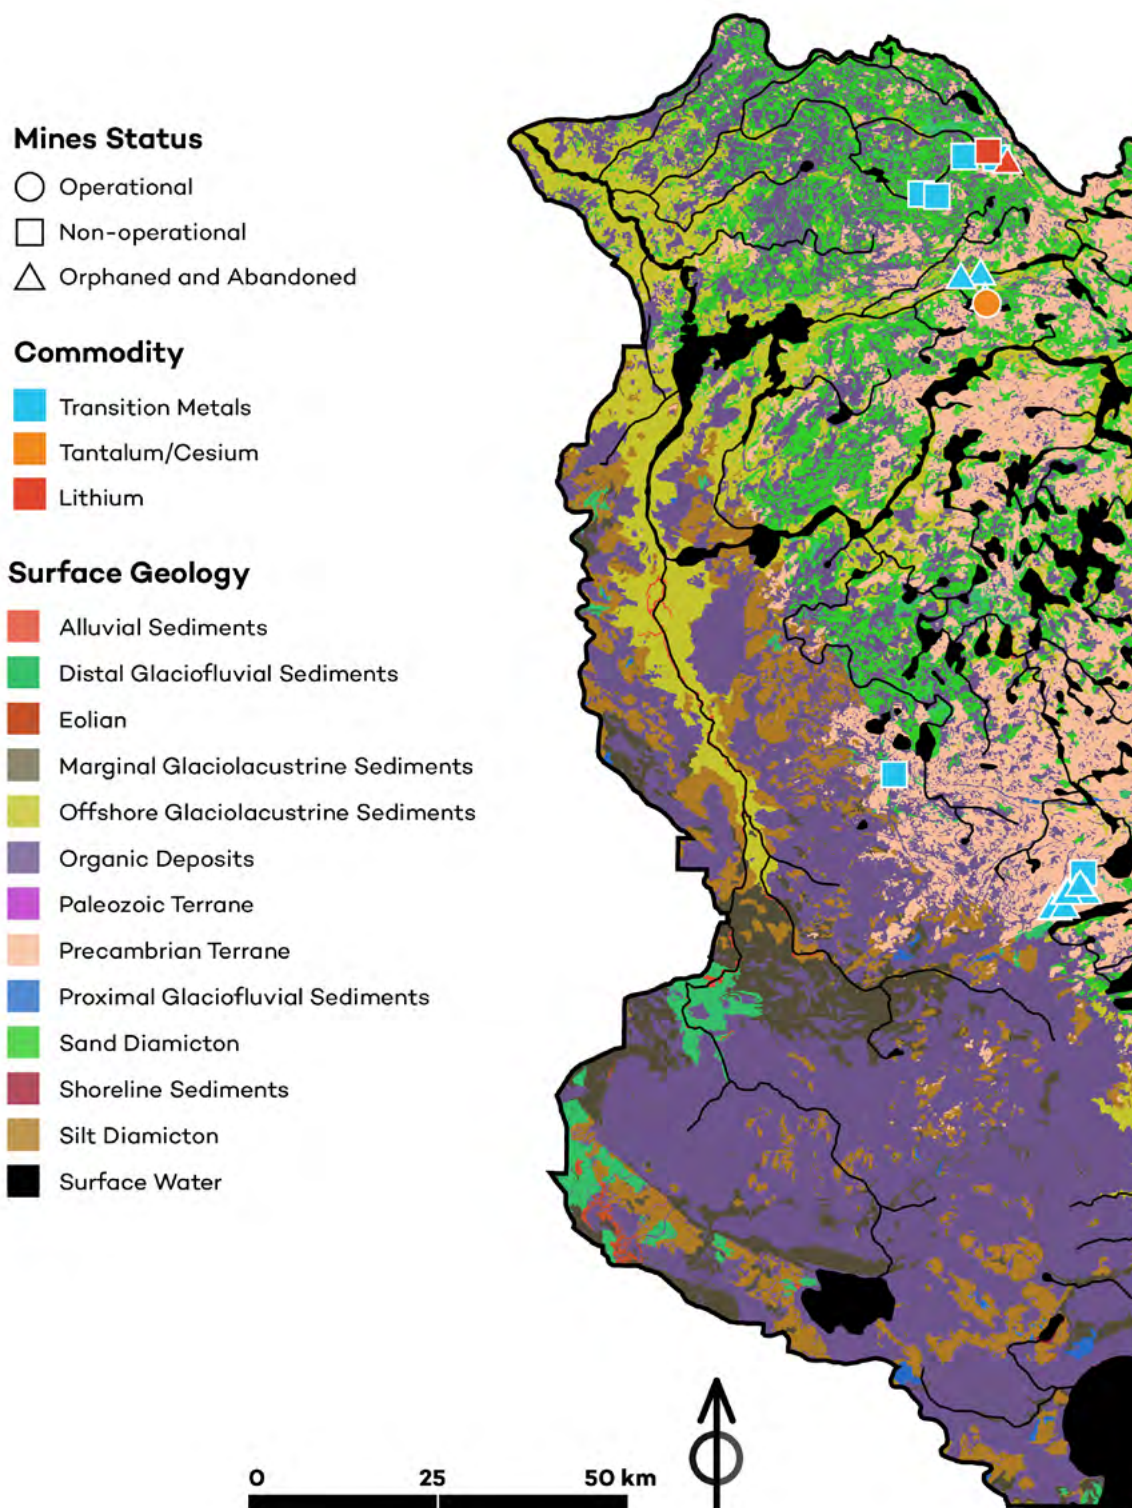 Mines Status
Operational
Non-operational
Orphaned and Abandoned
Commodity
Transition Metals
Tantalum/Cesium
Lithium
Surface Geology
Alluvial Sediments
Distal Glaciofluvial Sediments
Eolian
Marginal Glaciolacustrine Sediments
Offshore Glaciolacustrine Sediments
Organic Deposits
Paleozoic Terrane
Precambrian Terrane
Proximal Glaciofluvial Sediments
Sand Diamicton
Shoreline Sediments
Silt Diamicton
Surface Water
0 25 50 km